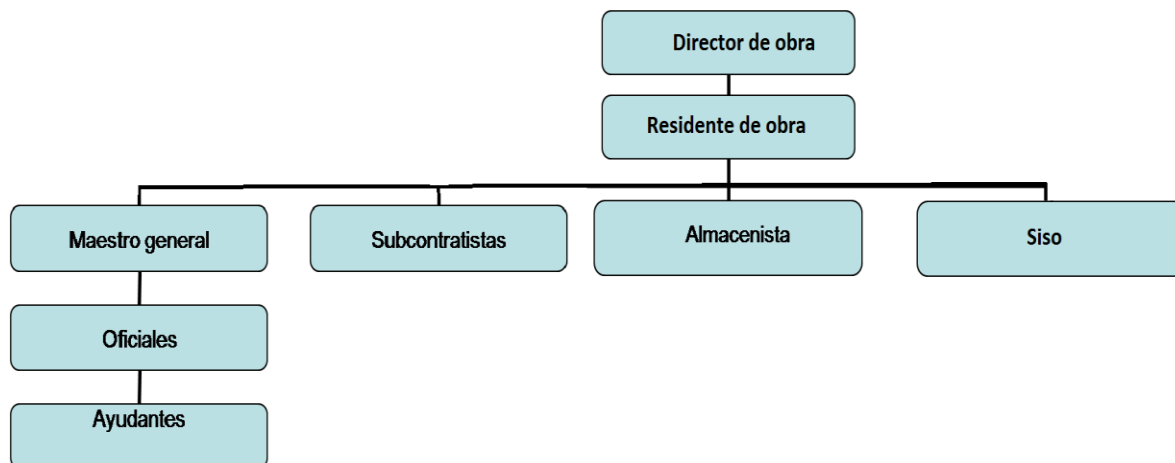 Director de obra
Residente de obra
Maestro general
Subcontratistas
Almacenista
Siso
Oficiales
Ayudantes